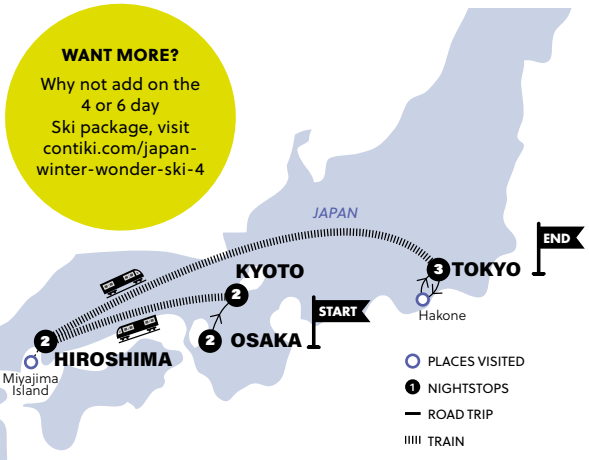 WANT MORE?
Why not add on the
4 or 6 day
Ski package, visit
contiki.com/japan-
winter-wonder-ski-4
JAPAN
END
3 TOKYO
KYOTO
2
START
Hakone
2 OSAKA
2 HIROSHIMA
Miyajima
Island
PLACES VISITED
1 NIGHTSTOPS
ROAD TRIP
TRAIN